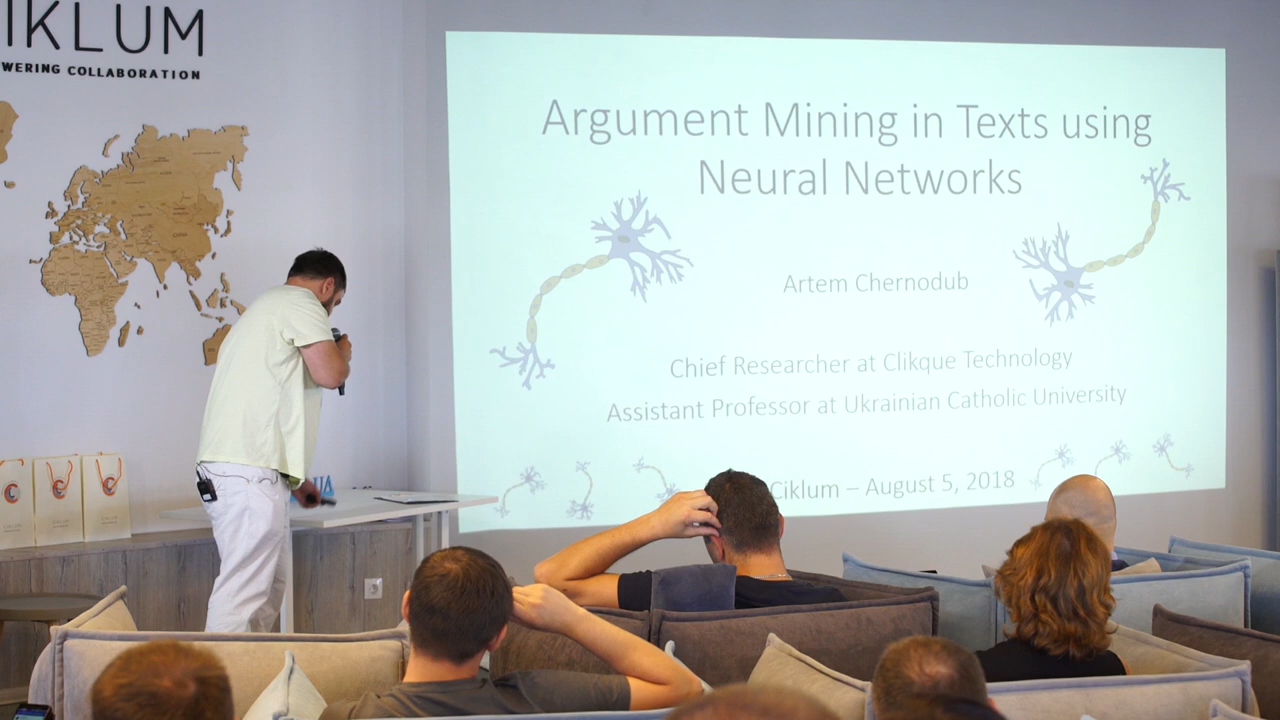 IKLUM
WERING COLLABORATION
Argument Mining in Texts using
Neural Networks
Artem Chernodub
Chief Researcher at Clikque Technology
Assistant Professor at Ukrainian Catholic University
Ciklum – August 5, 2018